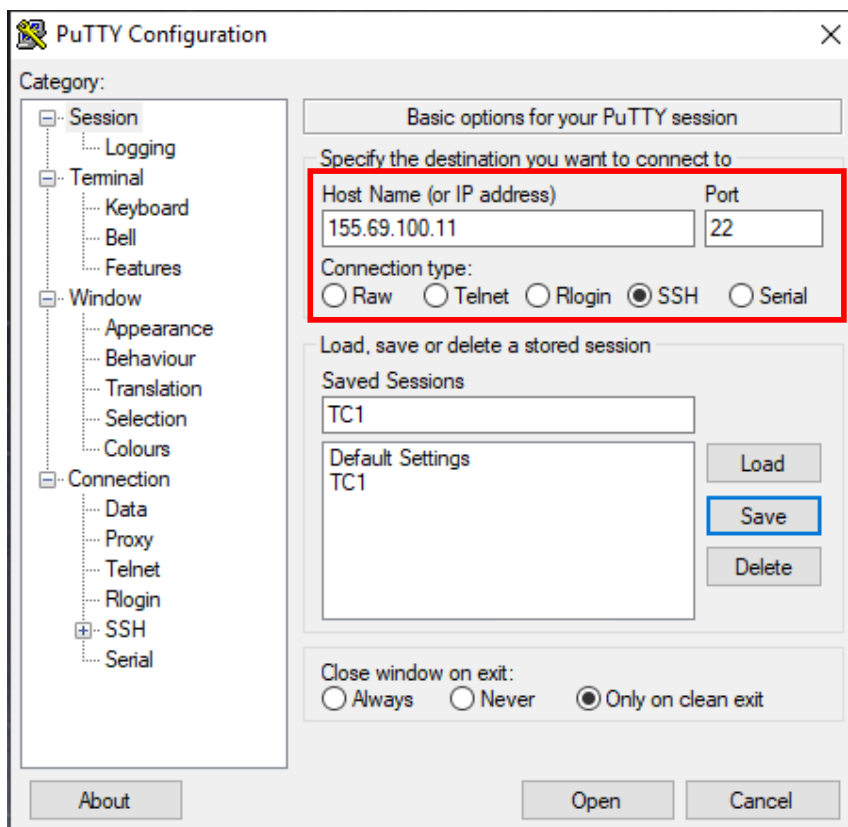 PuTTY Configuration
Category:
Session
Logging
Terminal
Keyboard
Bell
Features
Window
Appearance
Behaviour
Translation
Selection
Colours
Connection
Data
Proxy
Telnet
Rlogin
SSH
Serial
Basic options for your PuTTY session
Specify the destination you want to connect to
Host Name (or IP address) Port
155.69.100.11 22
Connection type:
Raw Telnet Rlogin SSH Serial
Load, save or delete a stored session
Saved Sessions
TC1
Default Settings
TC1
Load
Save
Delete
Close window on exit:
Always Never Only on clean exit
About Open Cancel